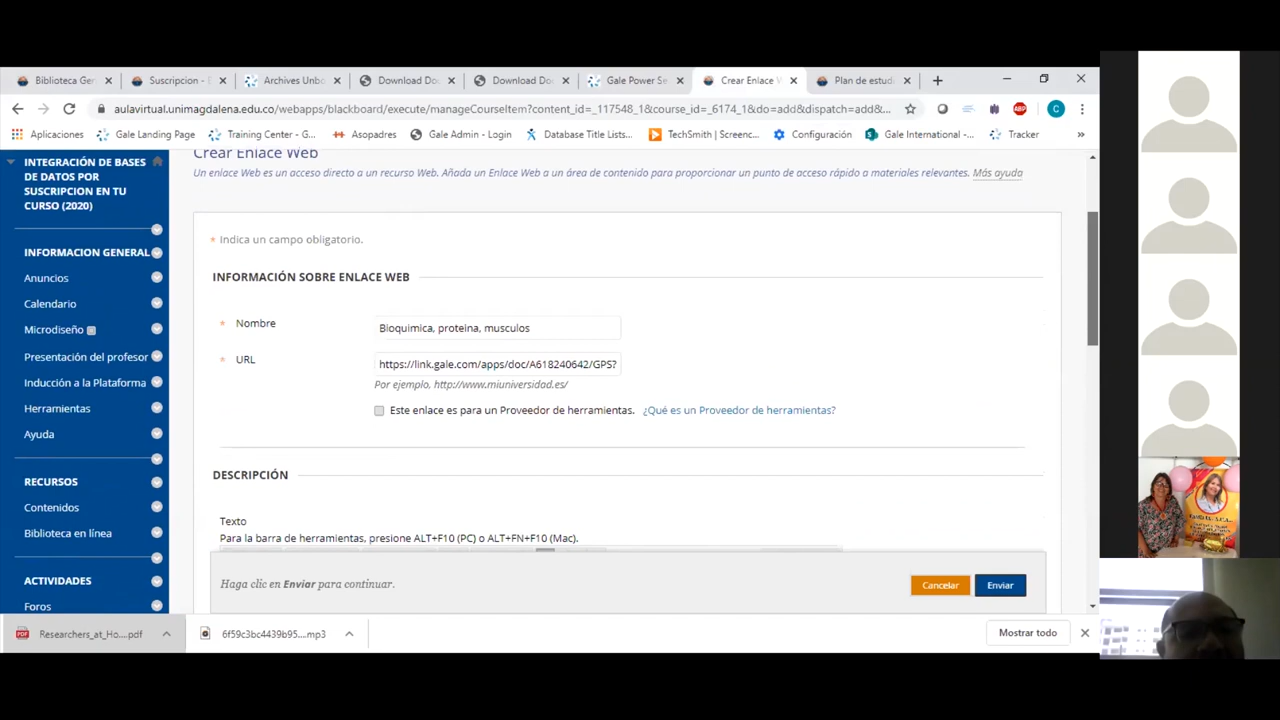 Biblioteca Ger
Suscripcion - E
Archives Unbo
Download Doc
Download Doc
Gale Power Se
Crear Enlace W
Plan de estudi
aulavirtual.unimagdalena.edu.co/webapps/blackboard/execute/manageCourseItem?content_id=_117548_1&course_id=_6174_1&do=add&dispatch=add&...
ABP
C
Aplicaciones
Gale Landing Page
Training Center - G...
Asopadres
Gale Admin - Login
Database Title Lists...
TechSmith | Screenc...
Configuración
Gale International -...
Tracker
»
INTEGRACIÓN DE BASES
DE DATOS POR
SUSCRIPCION EN TU
CURSO (2020)
INFORMACION GENERAL
Anuncios
Calendario
Microdiseño
Presentación del profesor
Inducción a la Plataforma
Herramientas
Ayuda
RECURSOS
Contenidos
Biblioteca en línea
ACTIVIDADES
Foros
Crear Enlace Web
Un enlace Web es un acceso directo a un recurso Web. Añada un Enlace Web a un área de contenido para proporcionar un punto de acceso rápido a materiales relevantes. Más ayuda
* Indica un campo obligatorio.
INFORMACIÓN SOBRE ENLACE WEB
* Nombre
Bioquimica, proteina, musculos
* URL
https://link.gale.com/apps/doc/A618240642/GPS?
Por ejemplo, http://www.miuniversidad.es/
Este enlace es para un Proveedor de herramientas. ¿Qué es un Proveedor de herramientas?
DESCRIPCIÓN
Texto
Para la barra de herramientas, presione ALT+F10 (PC) o ALT+FN+F10 (Mac).
Haga clic en Enviar para continuar.
Cancelar
Enviar
PDF
Researchers_at_Ho....pdf
6f59c3bc4439b95....mp3
Mostrar todo